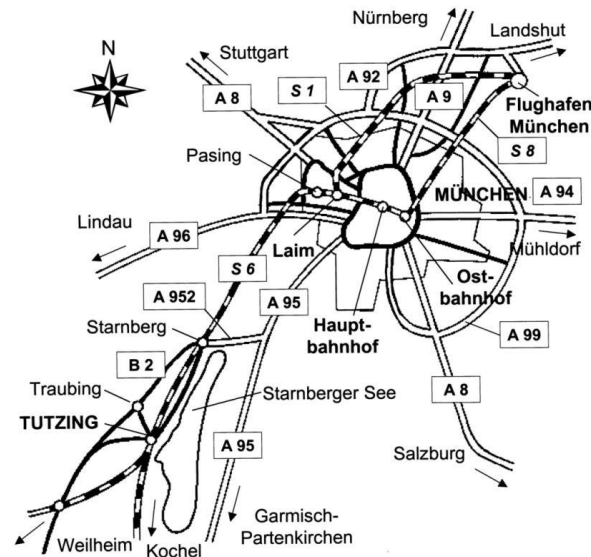 Nürnberg
N
Landshut
Stuttgart
A 92
S 1
A 8
A 9
Flughafen
München
S 8
Pasing
MÜNCHEN
A 94
Lindau
Laim
Mühldorf
A 96
S 6
Ost-
bahnhof
A 952
A 95
Haupt-
bahnhof
A 99
Starnberg
B 2
A 8
Traubing
Starnberger See
TUTZING
A 95
Salzburg
Garmisch-
Partenkirchen
Weilheim
Kochel